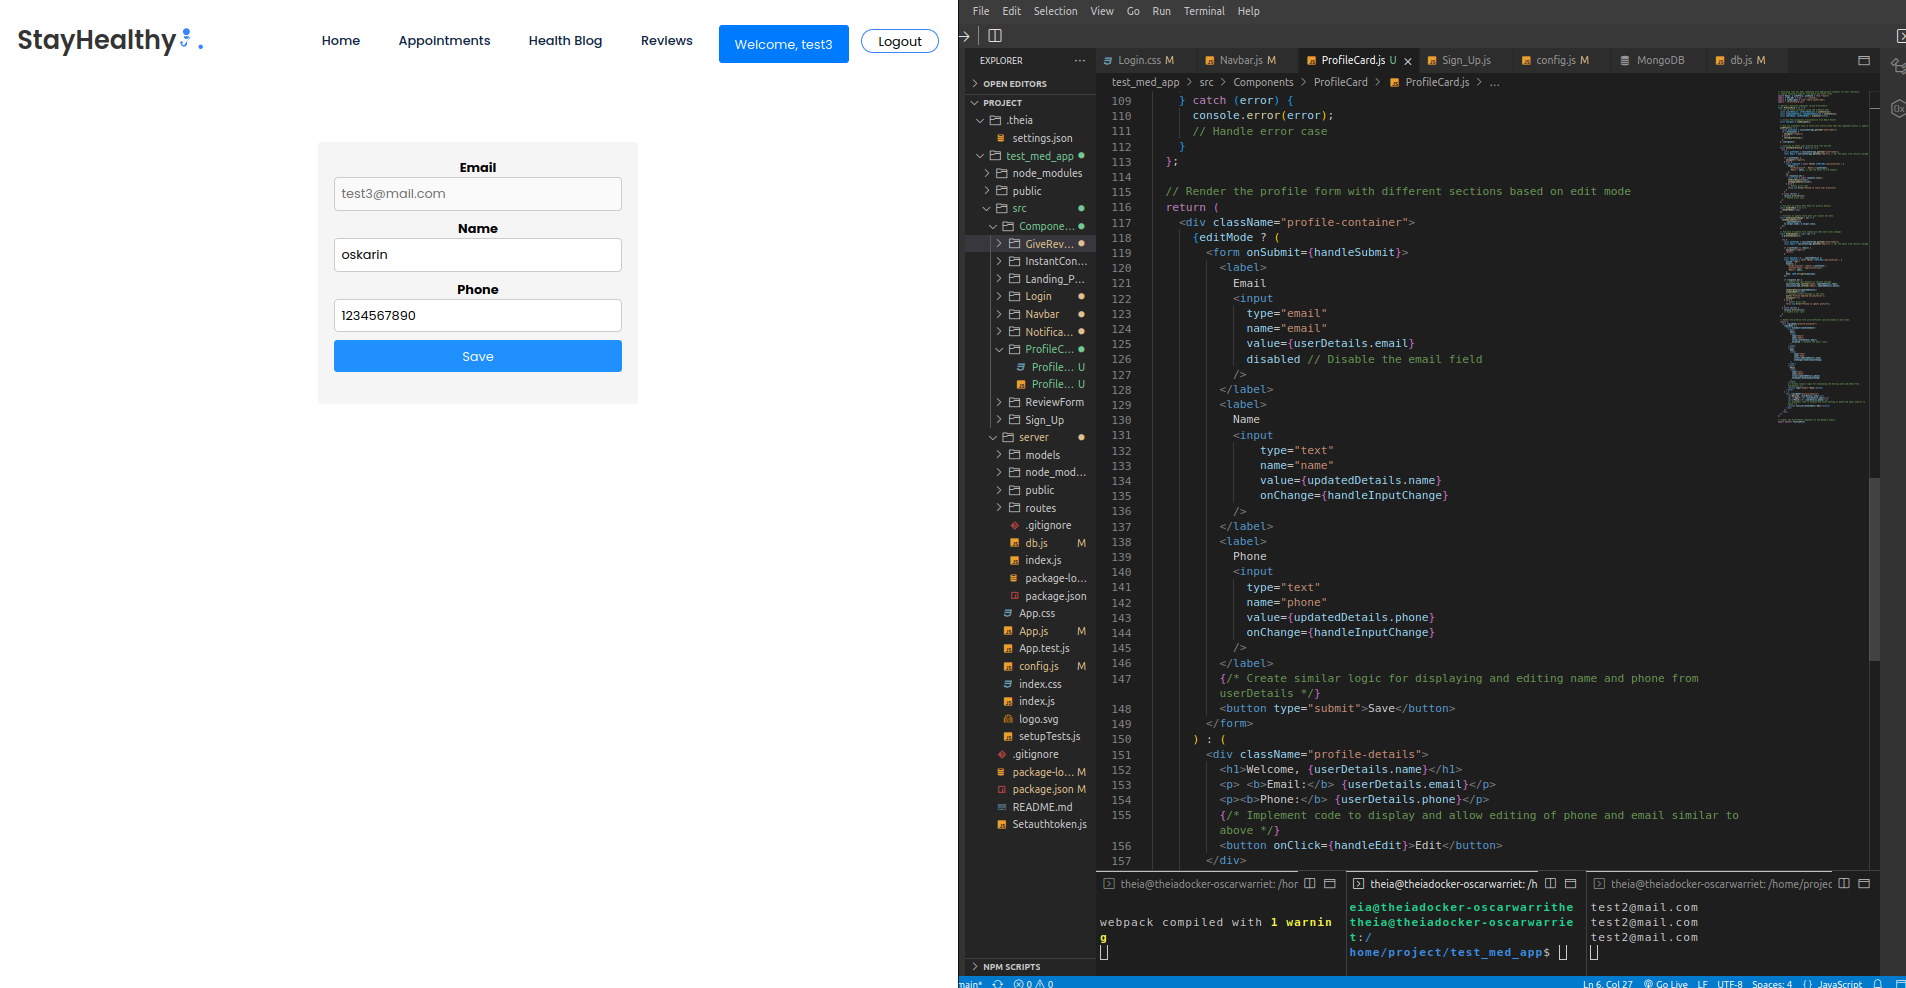 StayHealthy
Home
Appointments
Health Blog
Reviews
Welcome, test3
Logout
Email
test3@mail.com
Name
oskarin
Phone
1234567890
Save
File Edit Selection View Go Run Terminal Help
EXPLORER
OPEN EDITORS
PROJECT
.theia
settings.json
test_med_app
node_modules
public
src
Compone...
GiveRev...
InstantCon...
Landing_P...
Login
Navbar
Notifica...
ProfileC...
Profile... U
Profile... U
ReviewForm
Sign_Up
server
models
node_mod...
public
routes
.gitignore
db.js M
index.js
package-lo...
package.json
App.css
App.js M
App.test.js
config.js M
index.css
index.js
logo.svg
setupTests.js
.gitignore
package-lo... M
package.json M
README.md
Setauthtoken.js
NPM SCRIPTS
Login.css M
Navbar.js M
ProfileCard.js U
Sign_Up.js
config.js M
MongoDB
db.js M
test_med_app > src > Components > ProfileCard > ProfileCard.js > ...
109 } catch (error) {
110 console.error(error);
111 // Handle error case
112 }
113 };
114
115 // Render the profile form with different sections based on edit mode
116 return (
117 <div className="profile-container">
118 {editMode ? (
119 <form onSubmit={handleSubmit}>
120 <label>
121 Email
122 <input
123 type="email"
124 name="email"
125 value={userDetails.email}
126 disabled // Disable the email field
127 />
128 </label>
129 <label>
130 Name
131 <input
132 type="text"
133 name="name"
134 value={updatedDetails.name}
135 onChange={handleInputChange}
136 />
137 </label>
138 <label>
139 Phone
140 <input
141 type="text"
142 name="phone"
143 value={updatedDetails.phone}
144 onChange={handleInputChange}
145 />
146 </label>
147 {/* Create similar logic for displaying and editing name and phone from
userDetails */}
148 <button type="submit">Save</button>
149 </form>
150 ) : (
151 <div className="profile-details">
152 <h1>Welcome, {userDetails.name}</h1>
153 <p> <b>Email:</b> {userDetails.email}</p>
154 <p><b>Phone:</b> {userDetails.phone}</p>
155 {/* Implement code to display and allow editing of phone and email similar to
above */}
156 <button onClick={handleEdit}>Edit</button>
157 </div>
theia@theiadocker-oscarwarriet: /hor
webpack compiled with 1 warnin
g
theia@theiadocker-oscarwarriet: /h
eia@theiadocker-oscarwarrithe
theia@theiadocker-oscarwarrie
t:/
home/project/test_med_app$
theia@theiadocker-oscarwarriet: /home/projec
test2@mail.com
test2@mail.com
test2@mail.com
main* 0 0
Ln 6, Col 27 Go Live LF UTF-8 Spaces: 4 {} JavaScript